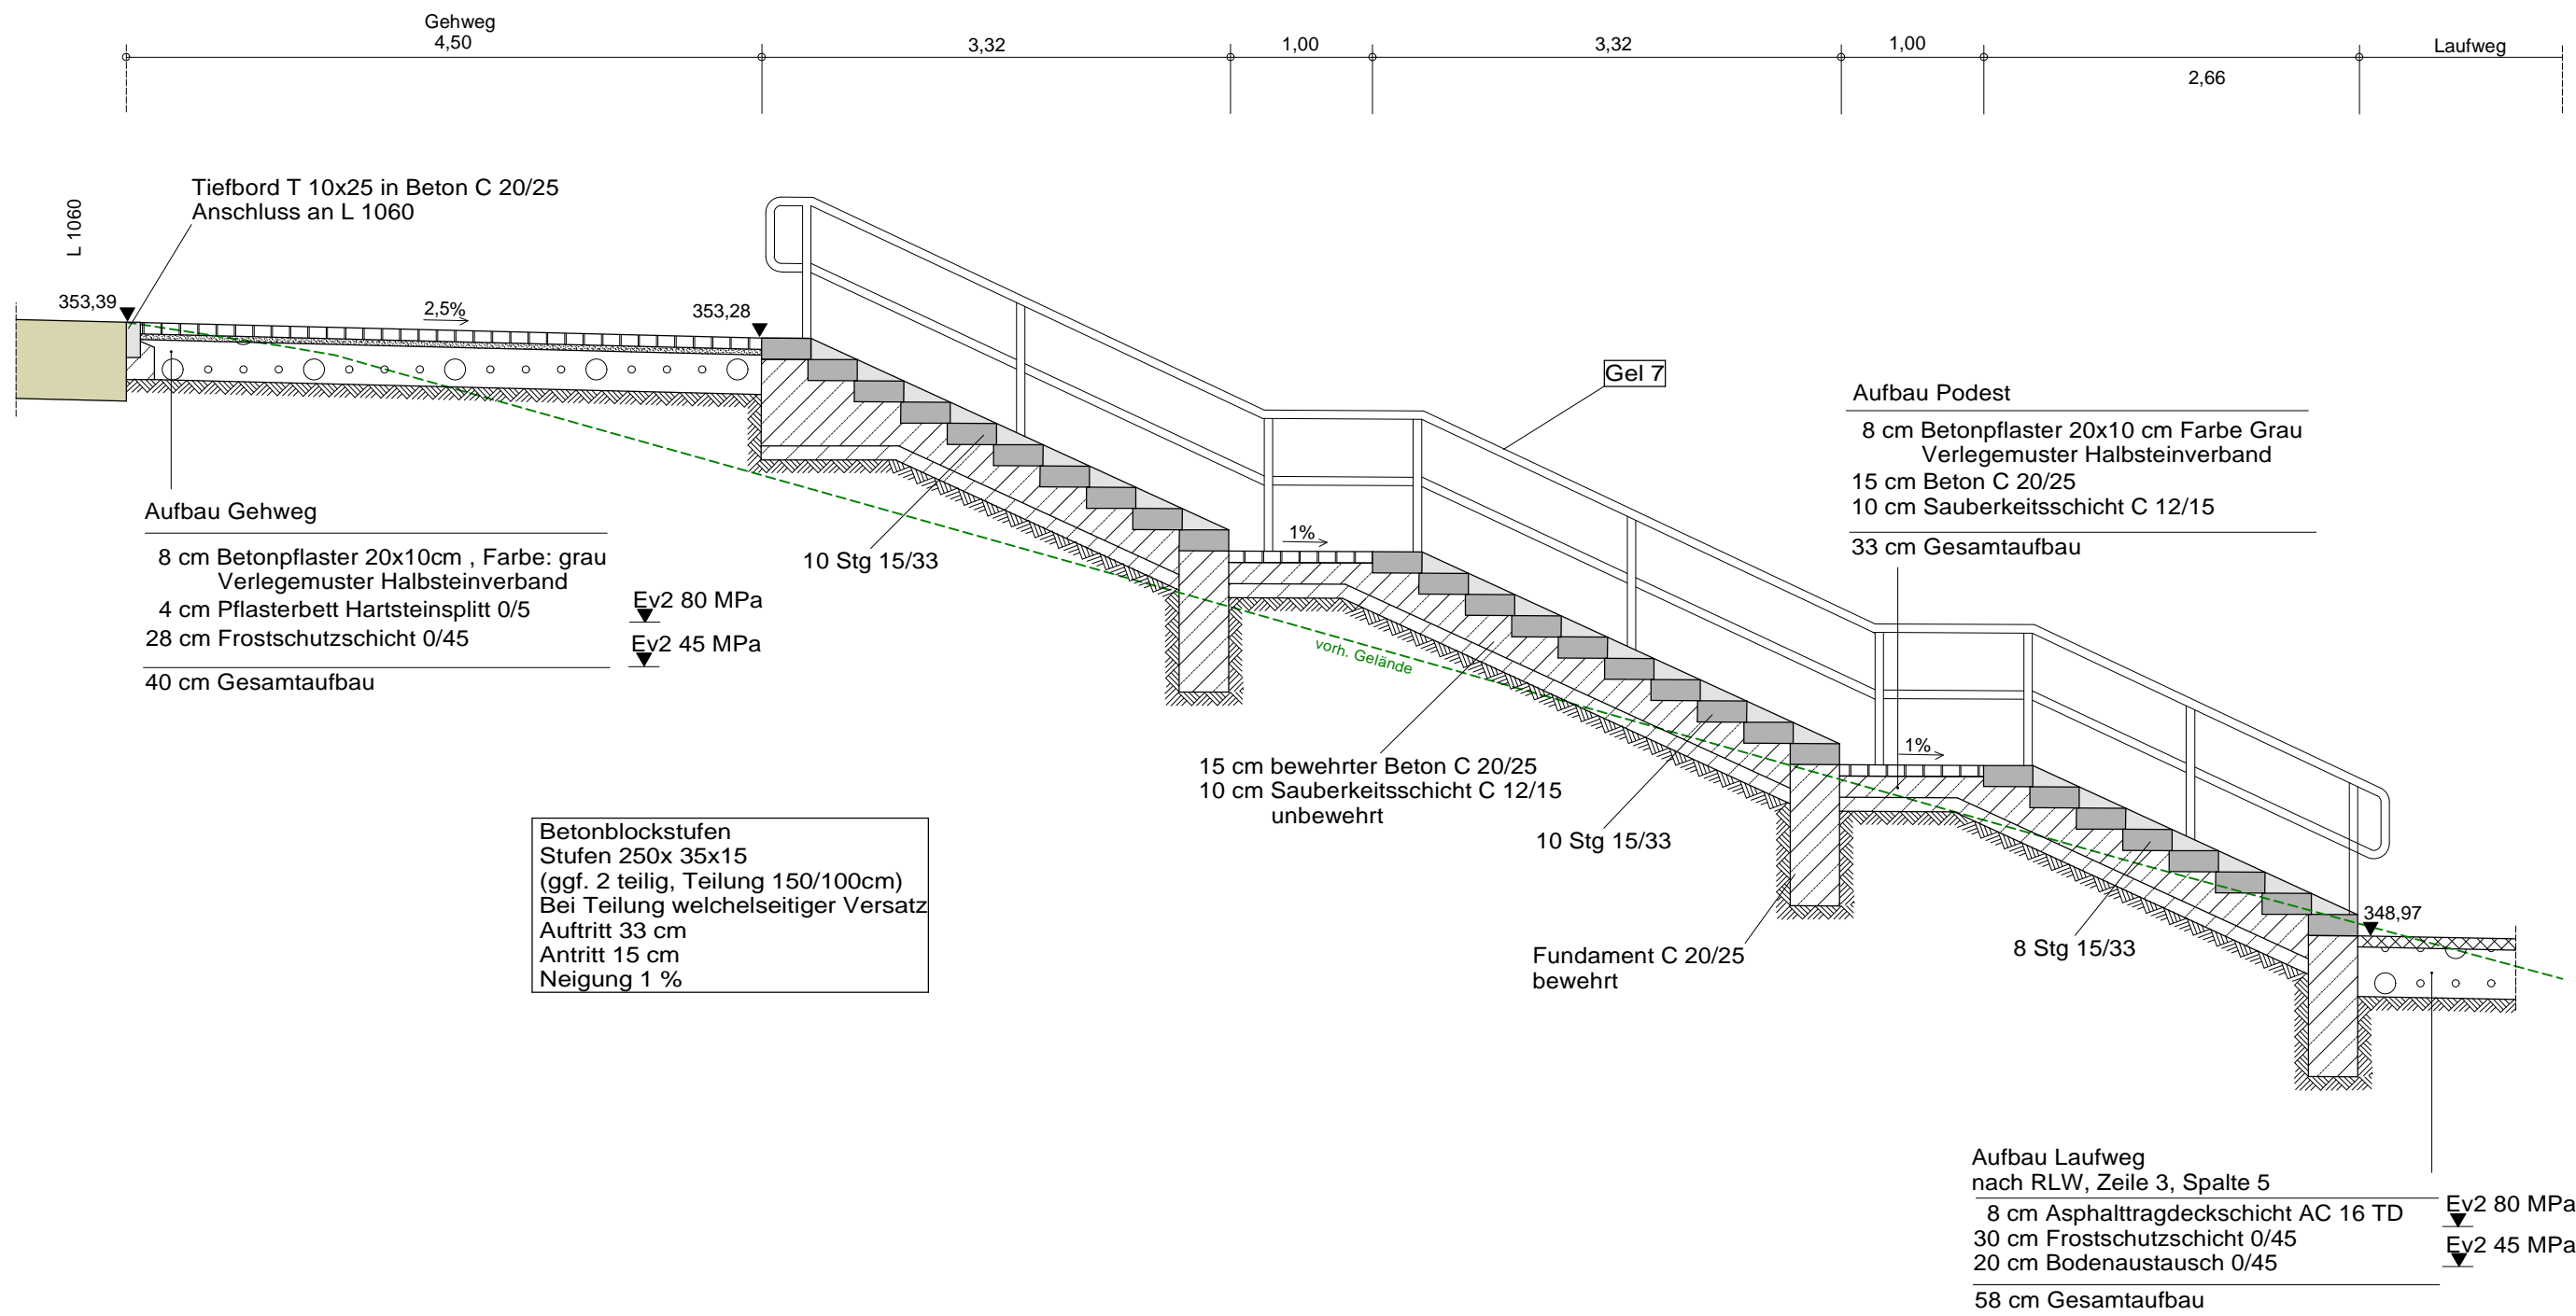 Gehweg
4,50
3,32
1,00
3,32
1,00
2,66
Laufweg
L 1060
Tiefbord T 10x25 in Beton C 20/25
Anschluss an L 1060
353,39
2,5%
353,28
Gel 7
Aufbau Podest
8 cm Betonpflaster 20x10 cm Farbe Grau
Verlegemuster Halbsteinverband
15 cm Beton C 20/25
10 cm Sauberkeitsschicht C 12/15
33 cm Gesamtaufbau
Aufbau Gehweg
8 cm Betonpflaster 20x10cm , Farbe: grau
Verlegemuster Halbsteinverband
4 cm Pflasterbett Hartsteinsplitt 0/5
28 cm Frostschutzschicht 0/45
40 cm Gesamtaufbau
Ev2 80 MPa
Ev2 45 MPa
10 Stg 15/33
1%
vorh. Gelände
15 cm bewehrter Beton C 20/25
10 cm Sauberkeitsschicht C 12/15
unbewehrt
10 Stg 15/33
1%
Betonblockstufen
Stufen 250x 35x15
(ggf. 2 teilig, Teilung 150/100cm)
Bei Teilung welchelseitiger Versatz
Auftritt 33 cm
Antritt 15 cm
Neigung 1 %
Fundament C 20/25
bewehrt
8 Stg 15/33
348,97
Aufbau Laufweg
nach RLW, Zeile 3, Spalte 5
8 cm Asphalttragdeckschicht AC 16 TD
30 cm Frostschutzschicht 0/45
20 cm Bodenaustausch 0/45
58 cm Gesamtaufbau
Ev2 80 MPa
Ev2 45 MPa